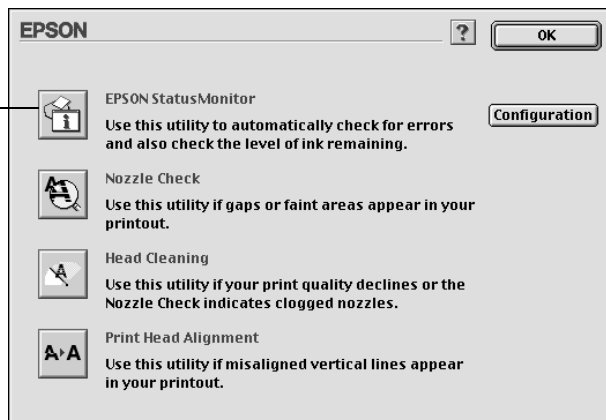 EPSON
?
OK
EPSON StatusMonitor
Use this utility to automatically check for errors
and also check the level of ink remaining.
Configuration
Nozzle Check
Use this utility if gaps or faint areas appear in your
printout.
Head Cleaning
Use this utility if your print quality declines or the
Nozzle Check indicates clogged nozzles.
A▸A
Print Head Alignment
Use this utility if misaligned vertical lines appear
in your printout.